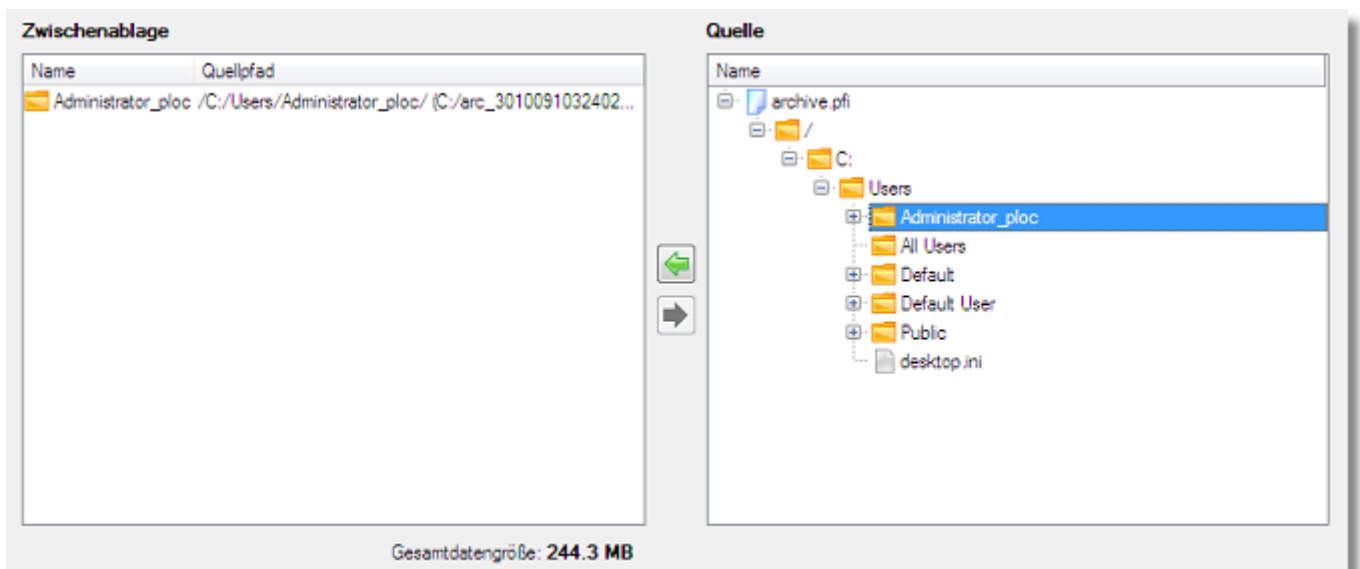 Zwischenablage
Name Quellpfad
Administrator_ploc /C:/Users/Administrator_ploc/ (C:/arc_3010091032402...
Gesamtdatengröße: 244.3 MB
Quelle
Name
archive.pfi
/
C:
Users
Administrator_ploc
All Users
Default
Default User
Public
desktop.ini